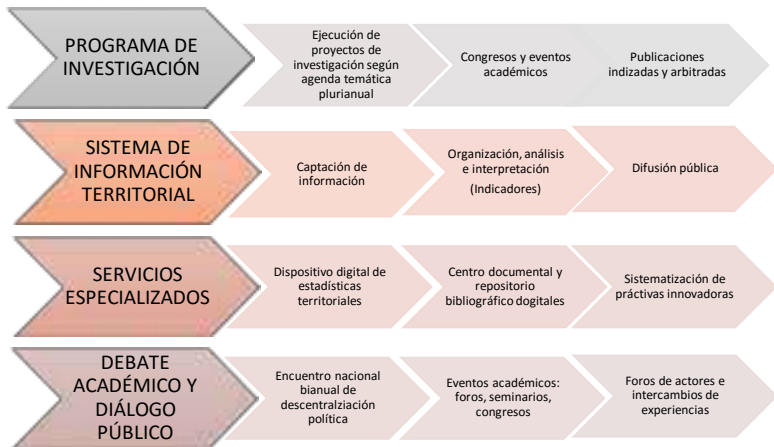 PROGRAMA DE
INVESTIGACIÓN
Ejecución de
proyectos de
investigación según
agenda temática
plurianual
Congresos y eventos
académicos
Publicaciones
indizadas y arbitradas
SISTEMA DE
INFORMACIÓN
TERRITORIAL
Captación de
información
Organización, análisis
e interpretación
(Indicadores)
Difusión pública
SERVICIOS
ESPECIALIZADOS
Dispositivo digital de
estadísticas
territoriales
Centro documental y
repositorio
bibliográfico dogitales
Sistematización de
práctivas innovadoras
DEBATE
ACADÉMICO Y
DIÁLOGO
PÚBLICO
Encuentro nacional
bianual de
descentralziación
política
Eventos académicos:
foros, seminarios,
congresos
Foros de actores e
intercambios de
experiencias